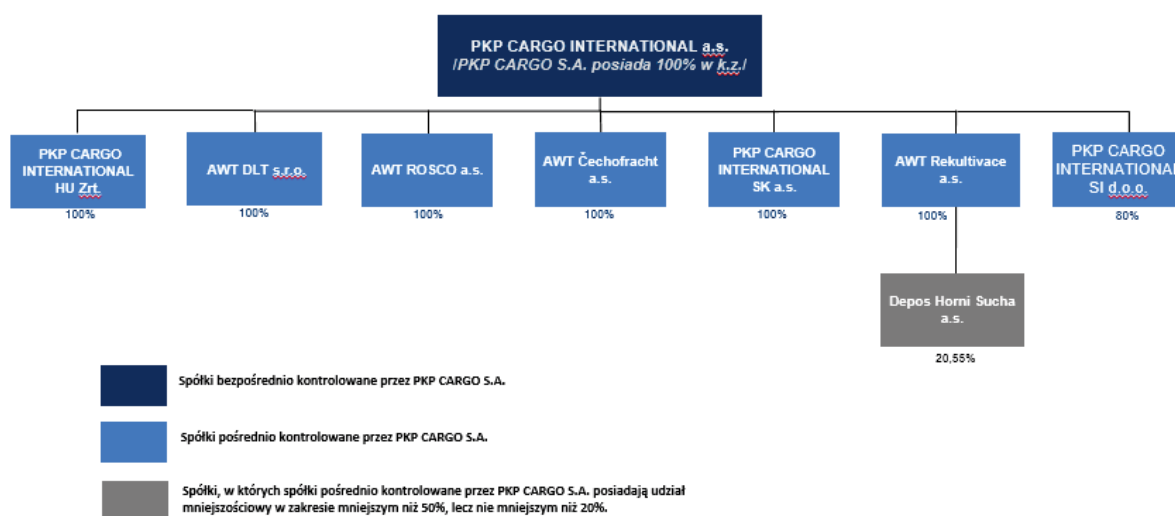 PKP CARGO INTERNATIONAL a.s.
/PKP CARGO S.A. posiada 100% w k.z./
PKP CARGO
INTERNATIONAL
HU Zrt.
100%
AWT DLT s.r.o.
100%
AWT ROSCO a.s.
100%
AWT Čechofracht
a.s.
100%
PKP CARGO
INTERNATIONAL
SK a.s.
100%
AWT Rekultivace
a.s.
100%
PKP CARGO
INTERNATIONAL
SI d.o.o.
80%
Depos Horni Sucha
a.s.
20,55%
Spółki bezpośrednio kontrolowane przez PKP CARGO S.A.
Spółki pośrednio kontrolowane przez PKP CARGO S.A.
Spółki, w których spółki pośrednio kontrolowane przez PKP CARGO S.A. posiadają udział
mniejszościowy w zakresie mniejszym niż 50%, lecz nie mniejszym niż 20%.